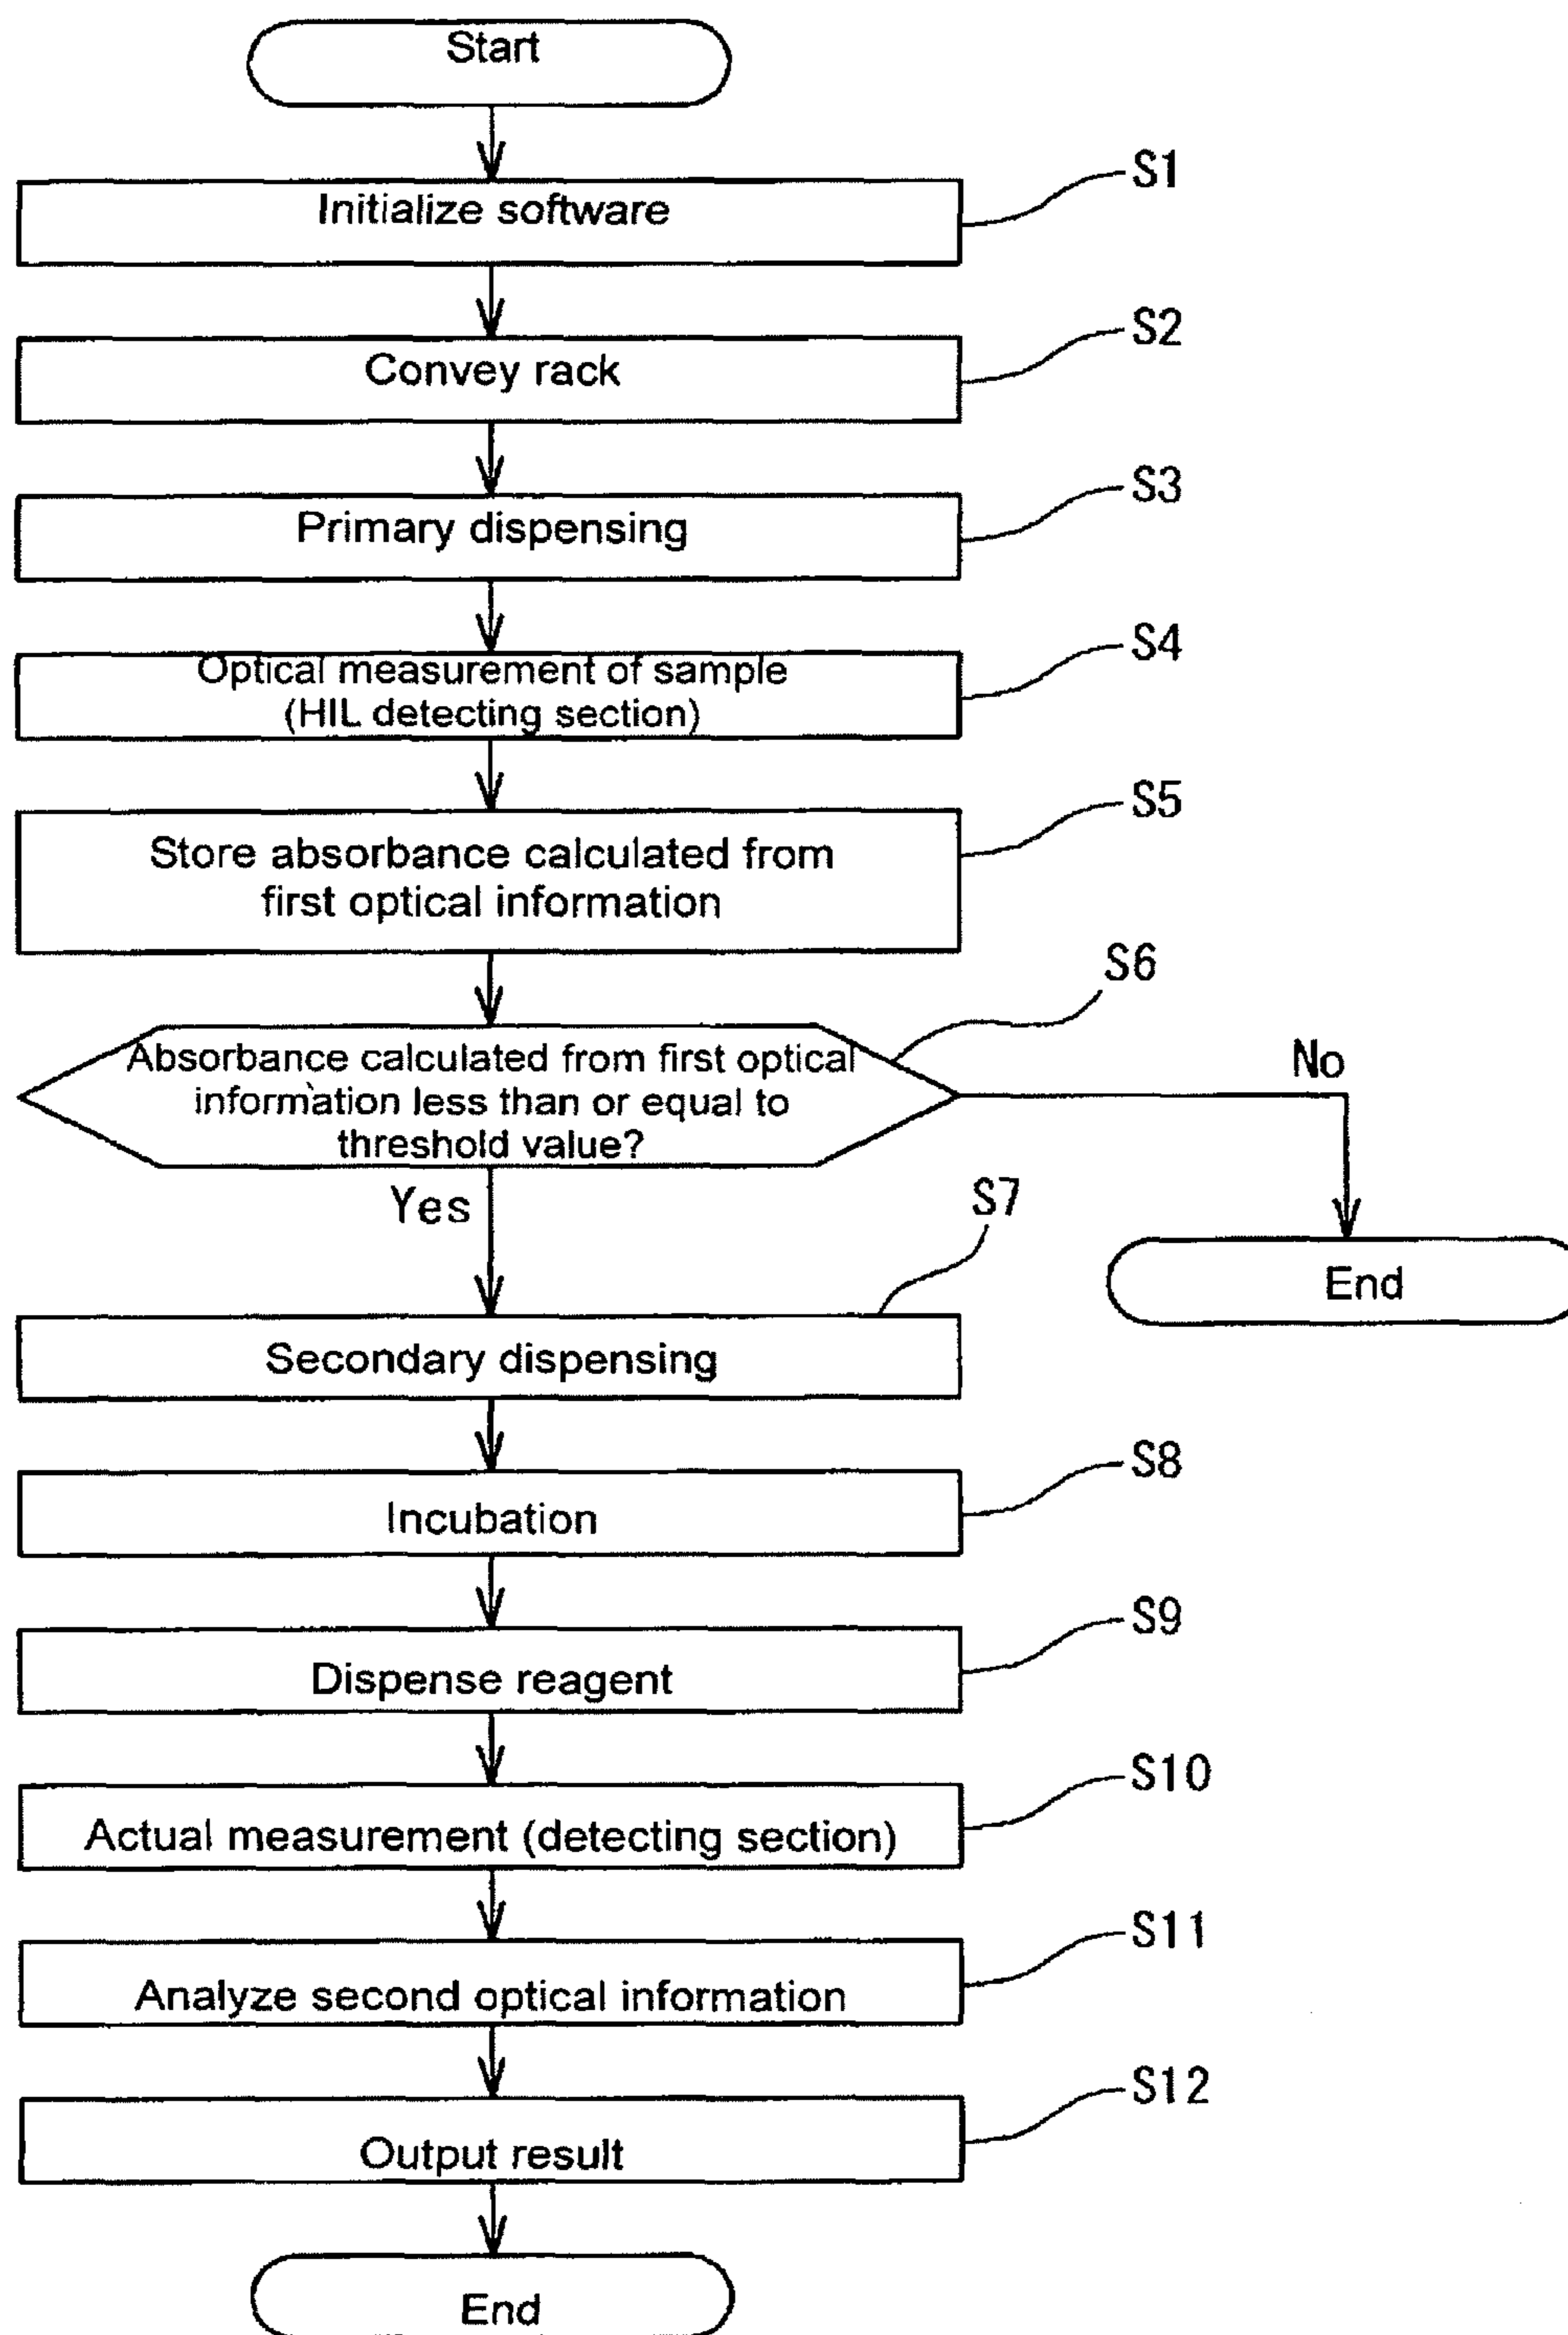 Start
S1
Initialize software
S2
Convey rack
S3
Primary dispensing
S4
Optical measurement of sample
(HIL detecting section)
S5
Store absorbance calculated from
first optical information
S6
Absorbance calculated from first optical
information less than or equal to
threshold value?
No
Yes
S7
End
Secondary dispensing
S8
Incubation
S9
Dispense reagent
S10
Actual measurement (detecting section)
S11
Analyze second optical information
S12
Output result
End